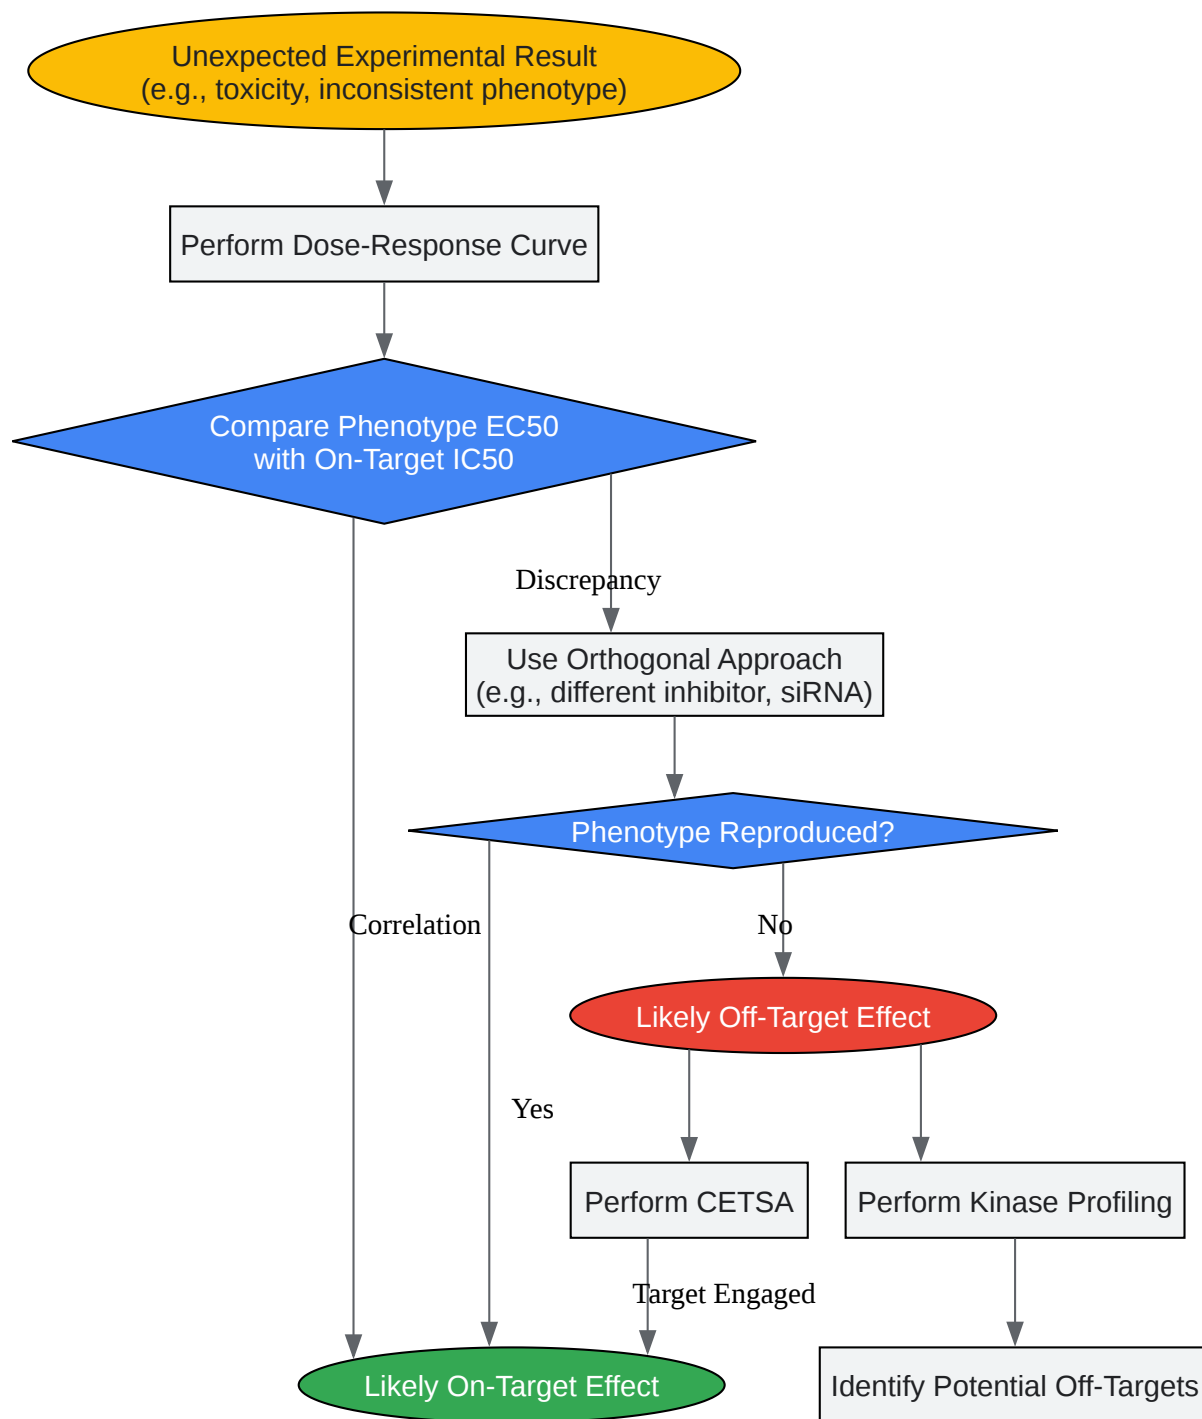 Unexpected Experimental Result
(e.g., toxicity, inconsistent phenotype)
Perform Dose-Response Curve
Compare Phenotype EC50
with On-Target IC50
Discrepancy
Use Orthogonal Approach
(e.g., different inhibitor, siRNA)
Phenotype Reproduced?
Correlation
No
Likely Off-Target Effect
Yes
Perform CETSA
Perform Kinase Profiling
Target Engaged
Likely On-Target Effect
Identify Potential Off-Targets